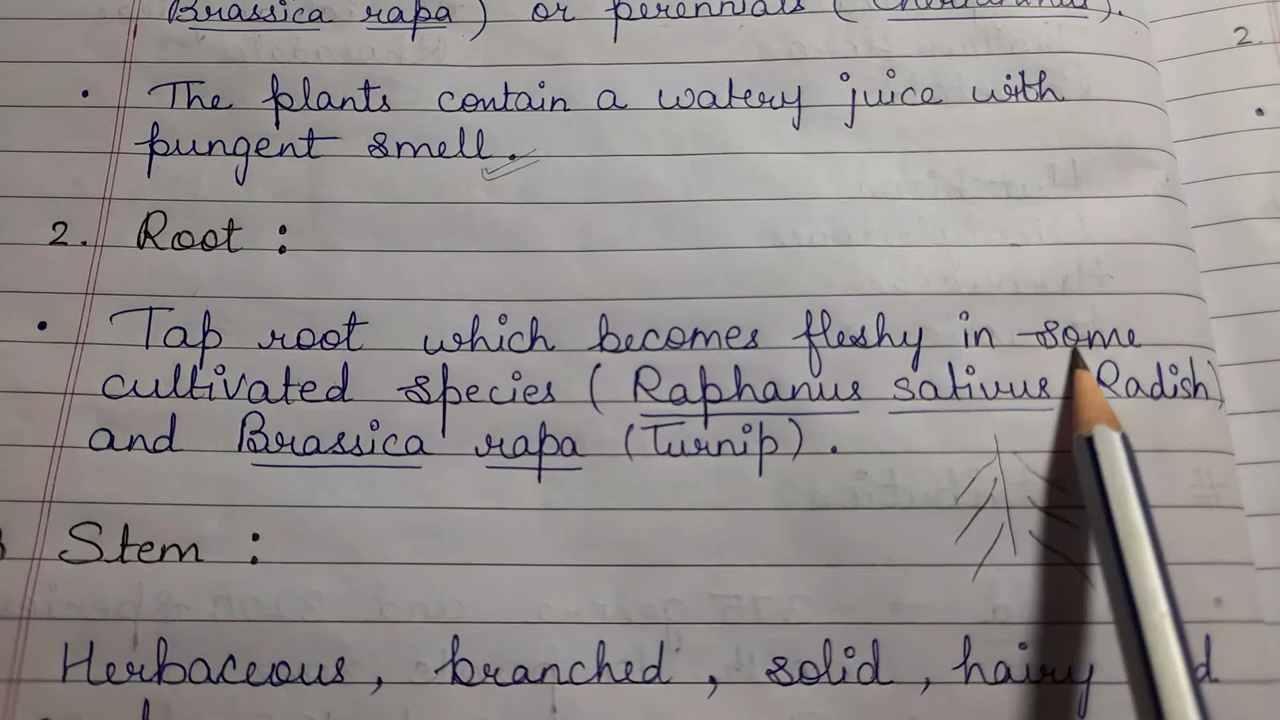 Brassica rapa) or perennials (
• The plants contain a watery juice with
pungent smell.
2. Root :
• Tap root which becomes fleshy in some
cultivated species (Raphanus sativus Radish)
and Brassica rapa (Turnip).
Stem :
Herbaceous, branched, solid, hairy
2.
•